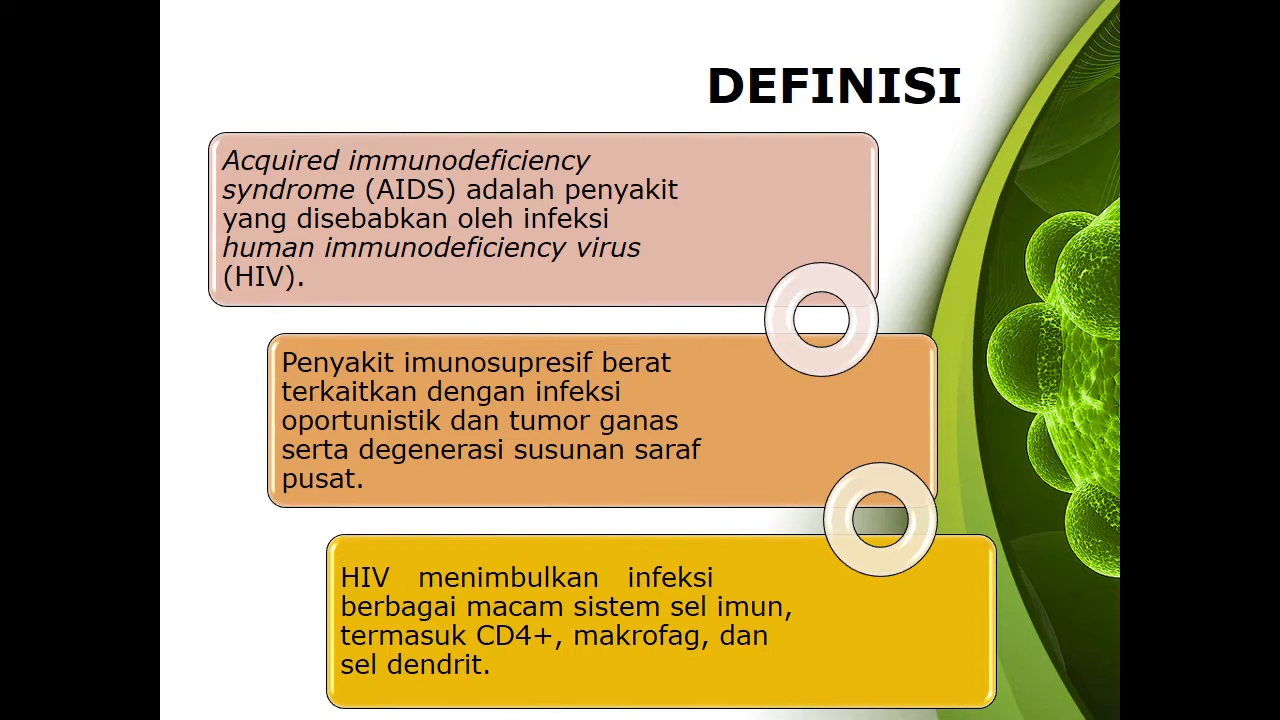 DEFINISI
Acquired immunodeficiency
syndrome (AIDS) adalah penyakit
yang disebabkan oleh infeksi
human immunodeficiency virus
(HIV).
Penyakit imunosupresif berat
terkaitkan dengan infeksi
oportunistik dan tumor ganas
serta degenerasi susunan saraf
pusat.
HIV menimbulkan infeksi
berbagai macam sistem sel imun,
termasuk CD4+, makrofag, dan
sel dendrit.